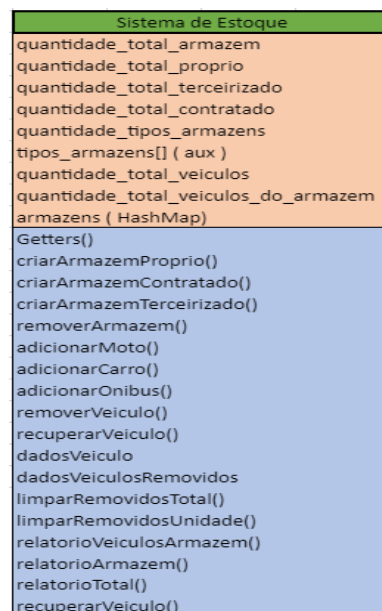 Sistema de Estoque
quantidade_total_armazem
quantidade_total_proprio
quantidade_total_terceirizado
quantidade_total_contratado
quantidade_tipos_armazens
tipos_armazens[] ( aux )
quantidade_total_veiculos
quantidade_total_veiculos_do_armazem
armazens ( HashMap)
Getters()
criarArmazemProprio()
criarArmazemContratado()
criarArmazemTerceirizado()
removerArmazem()
adicionarMoto()
adicionarCarro()
adicionarOnibus()
removerVeiculo()
recuperarVeiculo()
dadosVeiculo
dadosVeiculosRemovidos
limparRemovidosTotal()
limparRemovidosUnidade()
relatorioVeiculosArmazem()
relatorioArmazem()
relatorioTotal()
recuperarVeiculo()